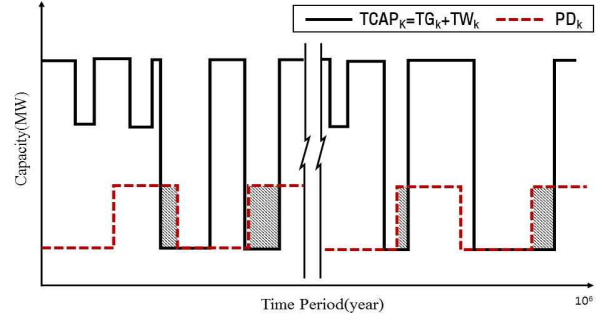 TCAP_K=TG_k+TW_k PD_k
Capacity(MW)
Time Period(year)
10^6